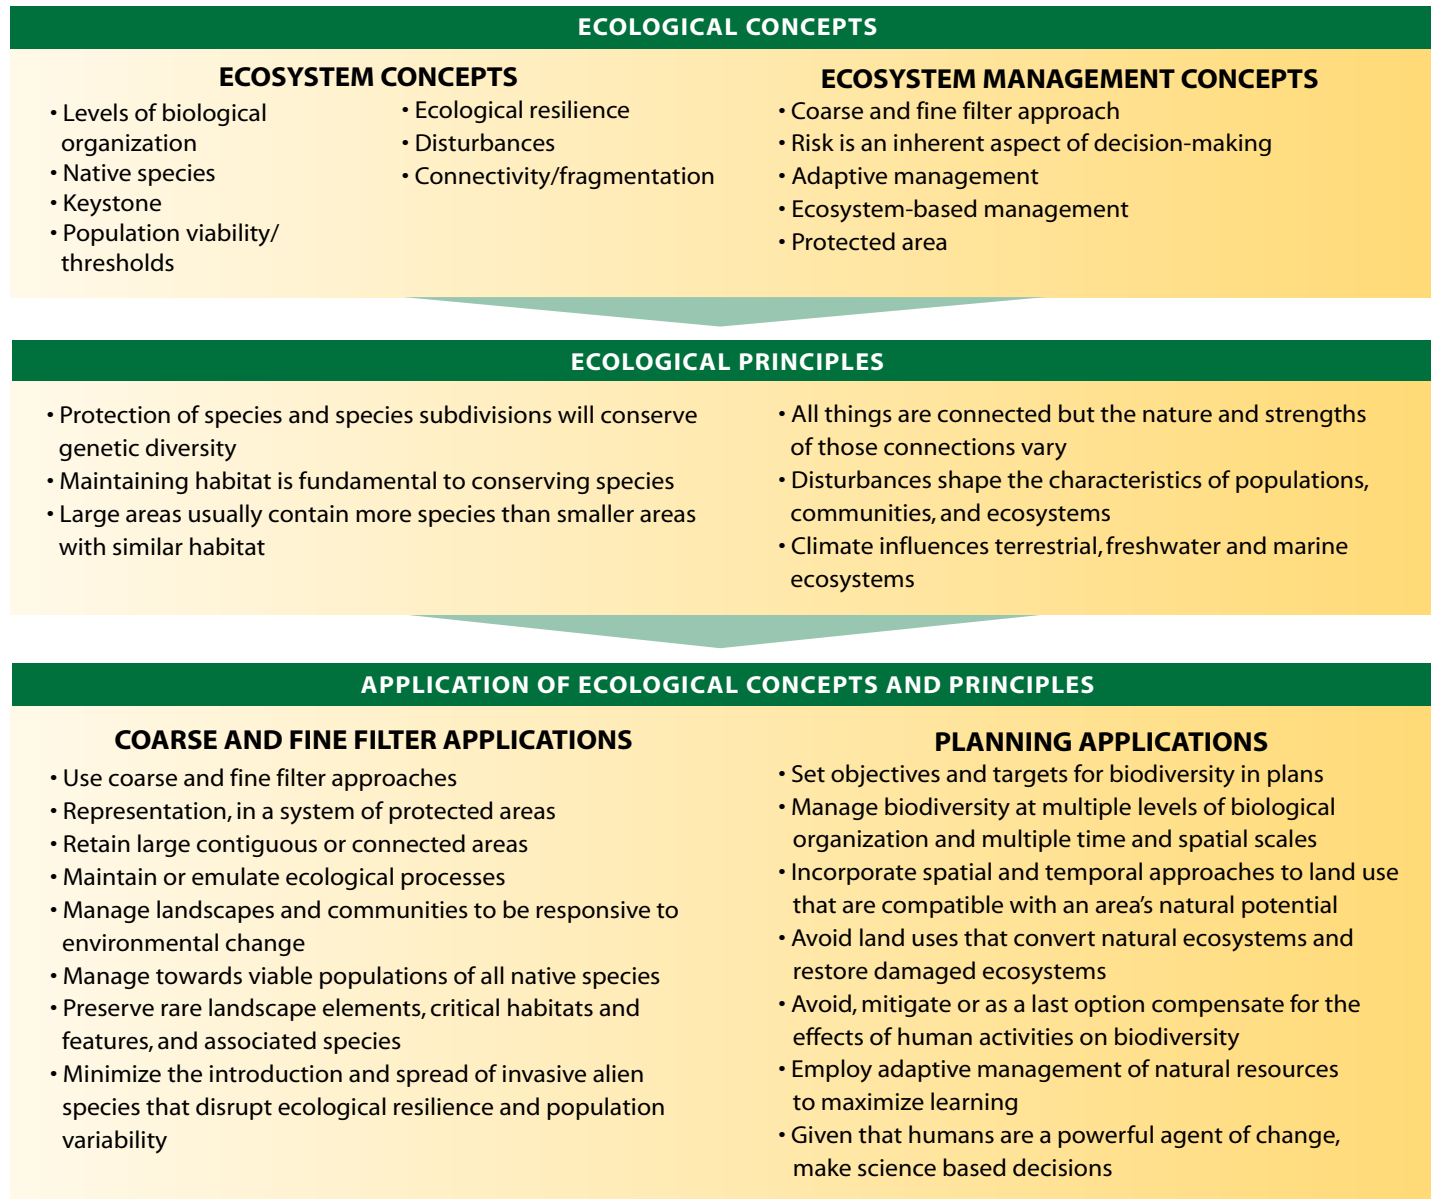 ECOLOGICAL CONCEPTS
ECOSYSTEM CONCEPTS
• Levels of biological
organization
• Native species
• Keystone
• Population viability/
thresholds
• Ecological resilience
• Disturbances
• Connectivity/fragmentation
ECOSYSTEM MANAGEMENT CONCEPTS
• Coarse and fine filter approach
• Risk is an inherent aspect of decision-making
• Adaptive management
• Ecosystem-based management
• Protected area
ECOLOGICAL PRINCIPLES
• Protection of species and species subdivisions will conserve
genetic diversity
• Maintaining habitat is fundamental to conserving species
• Large areas usually contain more species than smaller areas
with similar habitat
• All things are connected but the nature and strengths
of those connections vary
• Disturbances shape the characteristics of populations,
communities, and ecosystems
• Climate influences terrestrial, freshwater and marine
ecosystems
APPLICATION OF ECOLOGICAL CONCEPTS AND PRINCIPLES
COARSE AND FINE FILTER APPLICATIONS
• Use coarse and fine filter approaches
• Representation, in a system of protected areas
• Retain large contiguous or connected areas
• Maintain or emulate ecological processes
• Manage landscapes and communities to be responsive to
environmental change
• Manage towards viable populations of all native species
• Preserve rare landscape elements, critical habitats and
features, and associated species
• Minimize the introduction and spread of invasive alien
species that disrupt ecological resilience and population
variability
PLANNING APPLICATIONS
• Set objectives and targets for biodiversity in plans
• Manage biodiversity at multiple levels of biological
organization and multiple time and spatial scales
• Incorporate spatial and temporal approaches to land use
that are compatible with an area's natural potential
• Avoid land uses that convert natural ecosystems and
restore damaged ecosystems
• Avoid, mitigate or as a last option compensate for the
effects of human activities on biodiversity
• Employ adaptive management of natural resources
to maximize learning
• Given that humans are a powerful agent of change,
make science based decisions